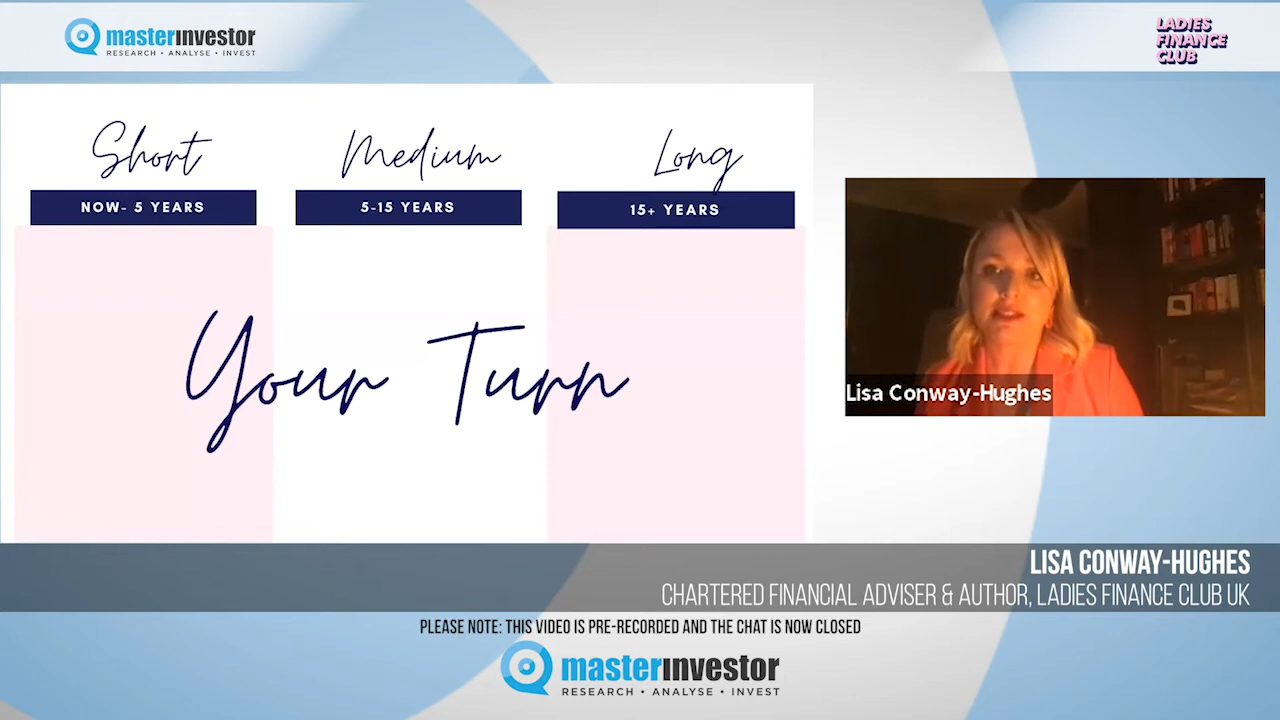 masterinvestor
RESEARCH • ANALYSE • INVEST
LADIES
FINANCE
CLUB
Short
Medium
Long
NOW- 5 YEARS
5-15 YEARS
15+ YEARS
Your Turn
Lisa Conway-Hughes
LISA CONWAY-HUGHES
CHARTERED FINANCIAL ADVISER & AUTHOR, LADIES FINANCE CLUB UK
PLEASE NOTE: THIS VIDEO IS PRE-RECORDED AND THE CHAT IS NOW CLOSED
masterinvestor
RESEARCH • ANALYSE • INVEST